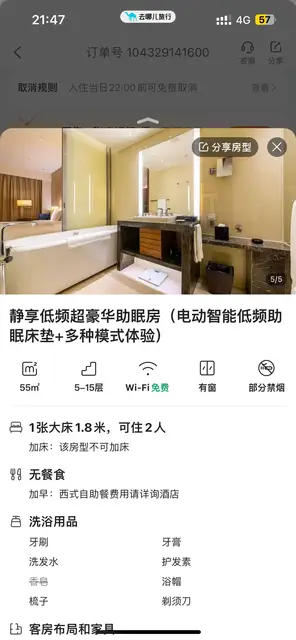 21:47
去哪儿旅行
4G
57
订单号 104329141600
客服
分享
取消规则
入住当日22:00前可免费取消
查看
分享房型
5/5
静享低频超豪华助眠房（电动智能低频助
眠床垫+多种模式体验）
55㎡
5-15层
Wi-Fi 免费
有窗
部分禁烟
1张大床1.8米，可住2人
加床：该房型不可加床
无餐食
加早：西式自助餐费用请详询酒店
洗浴用品
牙刷
牙膏
洗发水
护发素
香皂
浴帽
梳子
剃须刀
客房布局和家具